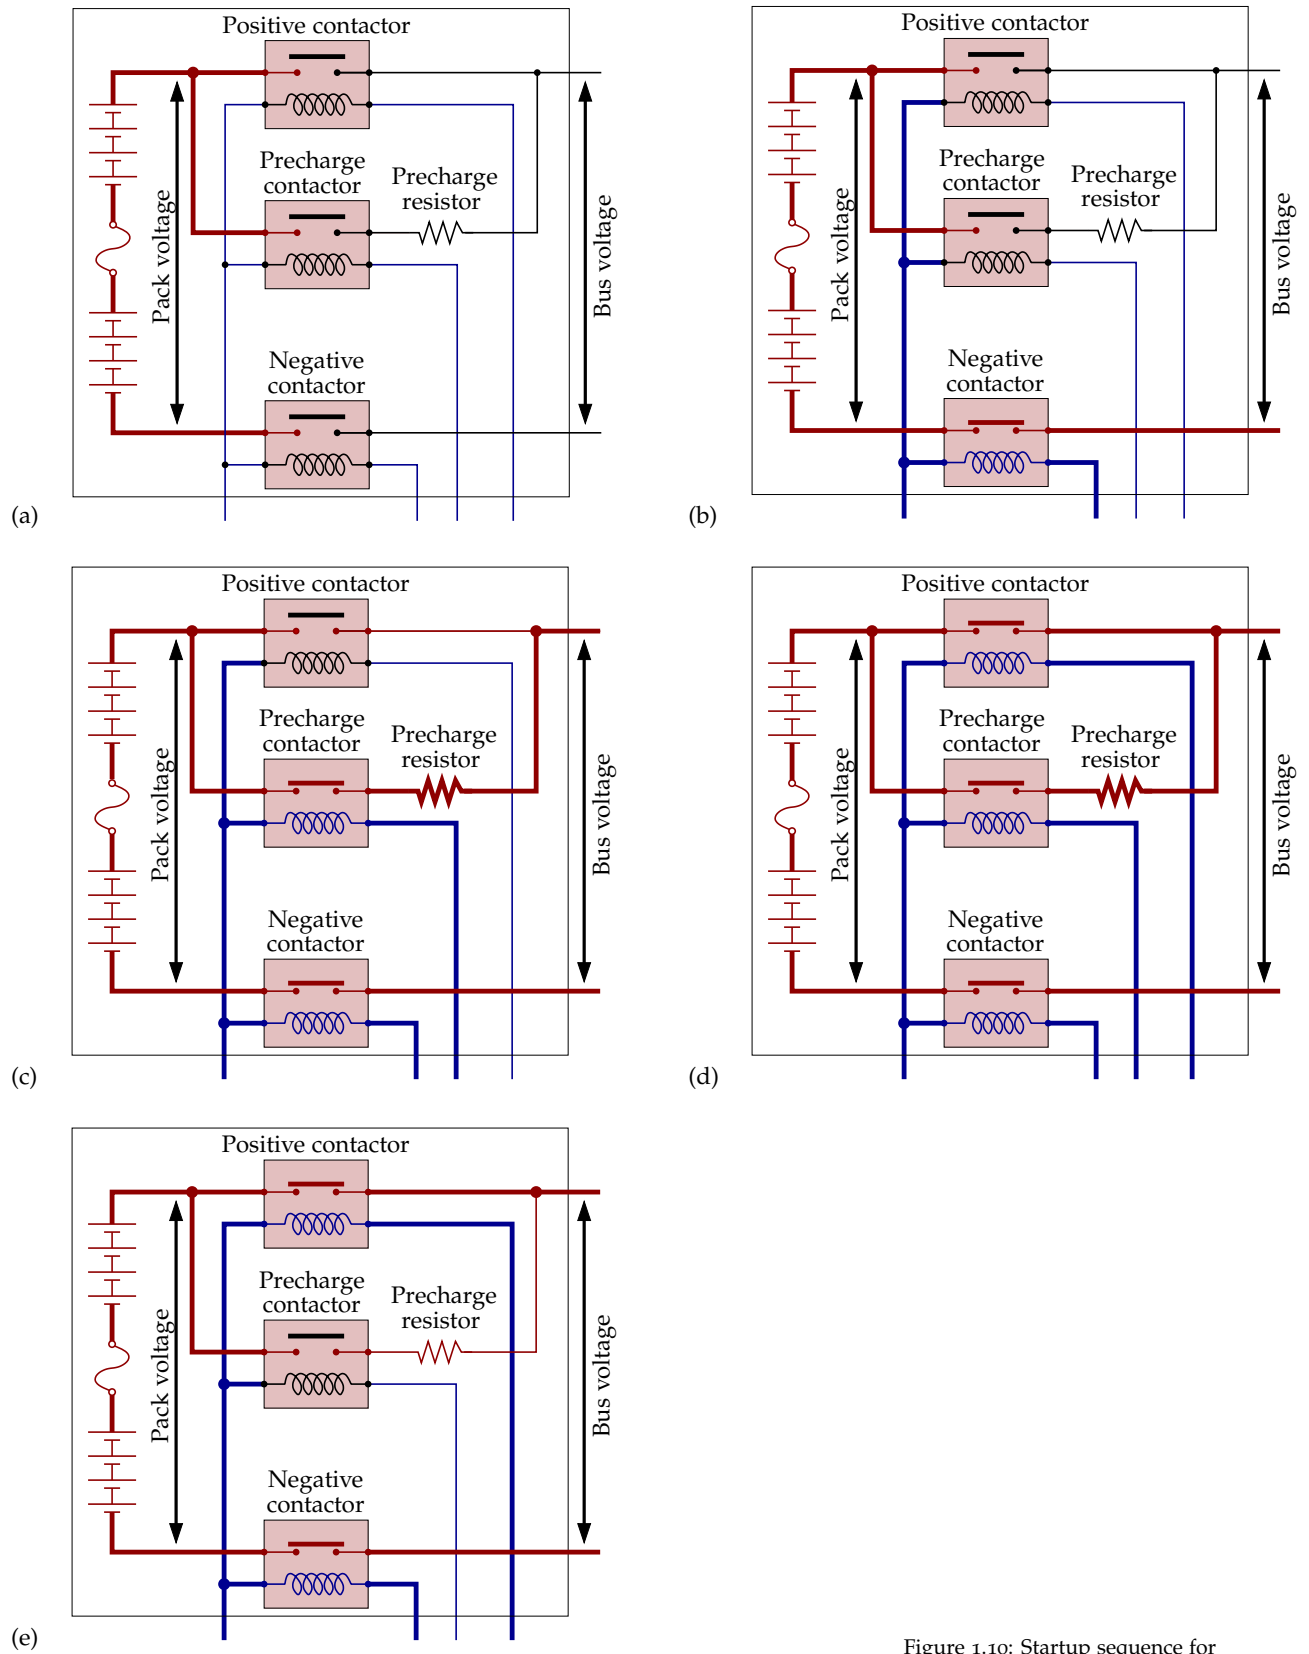 Positive contactor
Precharge
contactor
Precharge
resistor
Pack voltage
Bus voltage
Negative
contactor
(a)
Positive contactor
Precharge
contactor
Precharge
resistor
Pack voltage
Bus voltage
Negative
contactor
(b)
Positive contactor
Precharge
contactor
Precharge
resistor
Pack voltage
Bus voltage
Negative
contactor
(c)
Positive contactor
Precharge
contactor
Precharge
resistor
Pack voltage
Bus voltage
Negative
contactor
(d)
Positive contactor
Precharge
contactor
Precharge
resistor
Pack voltage
Bus voltage
Negative
contactor
(e)
Figure 1.10: Startup sequence for